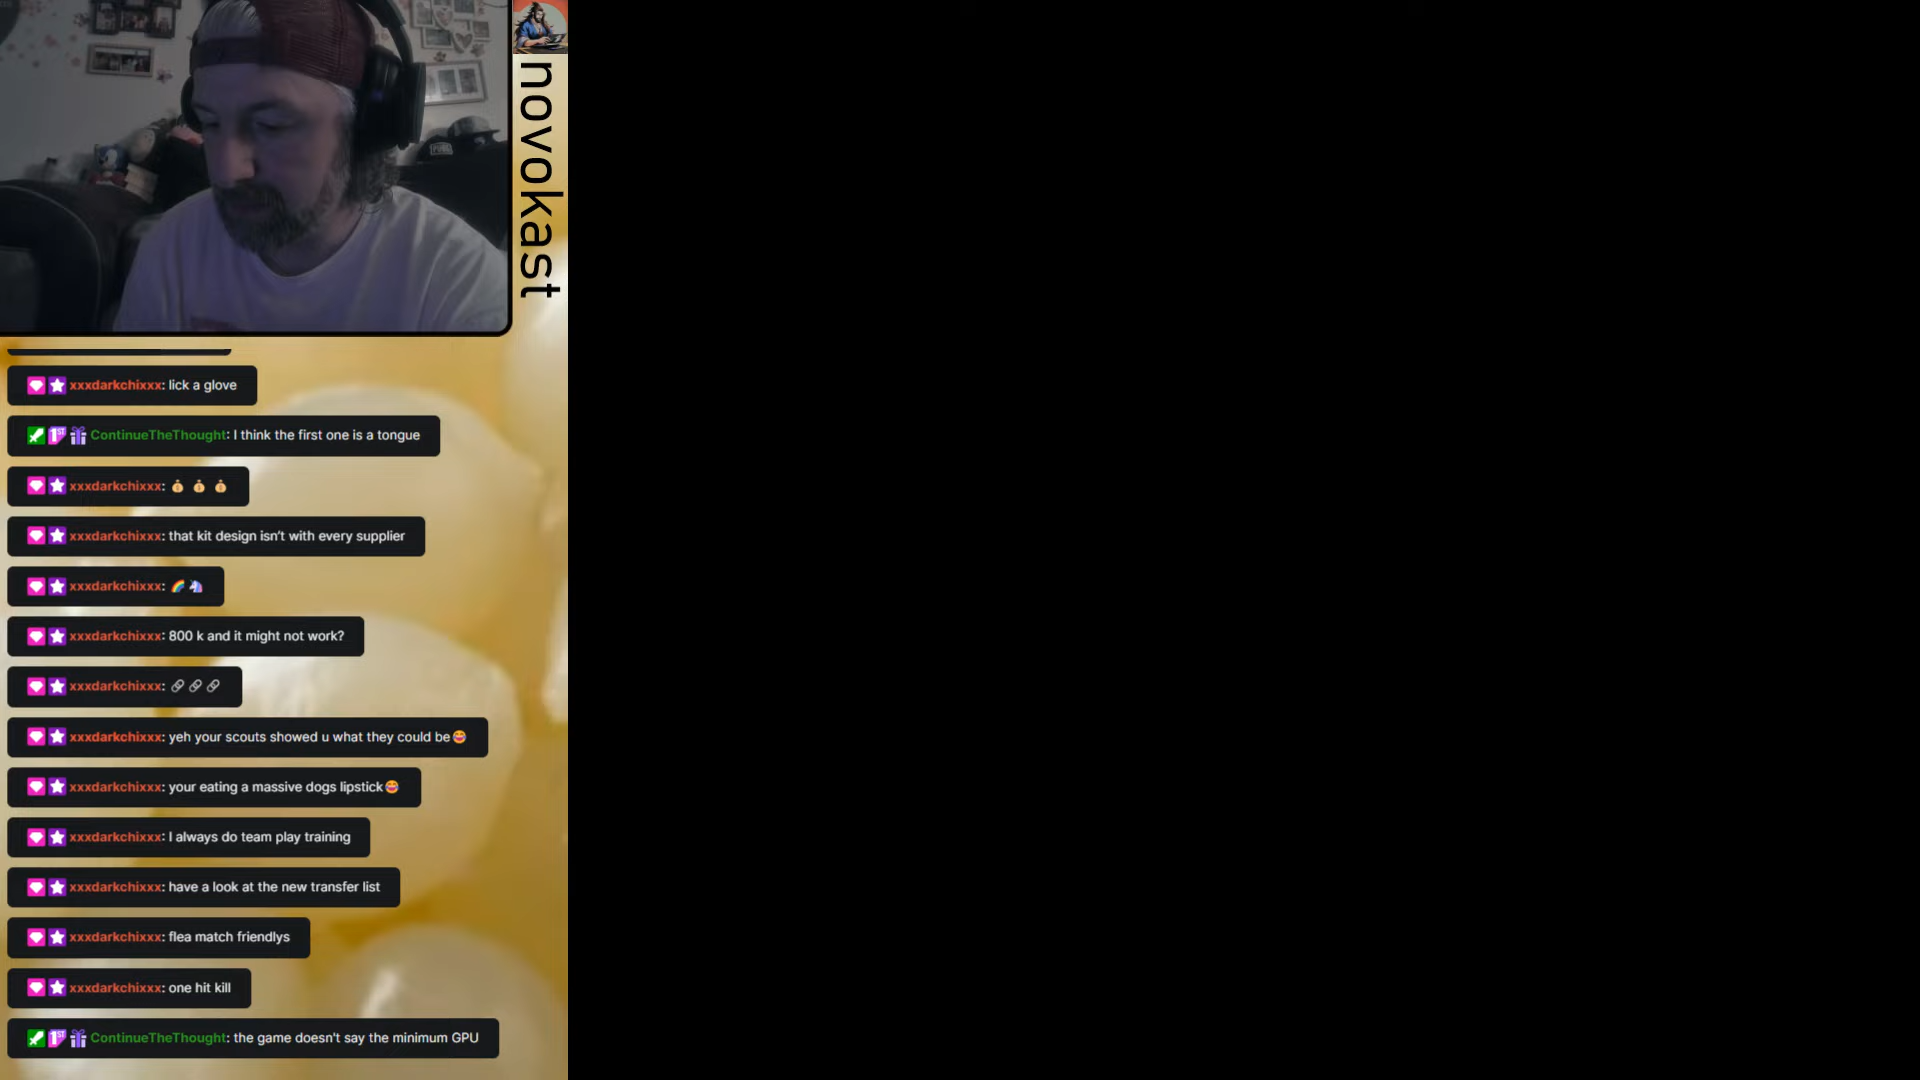 novokast
xxxdarkchixxx: lick a glove
ContinueTheThought: I think the first one is a tongue
xxxdarkchixxx: 💰 💰 💰
xxxdarkchixxx: that kit design isn't with every supplier
xxxdarkchixxx: 🌈 🦄
xxxdarkchixxx: 800 k and it might not work?
xxxdarkchixxx: 🔗 🔗 🔗
xxxdarkchixxx: yeh your scouts showed u what they could be😂
xxxdarkchixxx: your eating a massive dogs lipstick😂
xxxdarkchixxx: I always do team play training
xxxdarkchixxx: have a look at the new transfer list
xxxdarkchixxx: flea match friendlys
xxxdarkchixxx: one hit kill
ContinueTheThought: the game doesn't say the minimum GPU